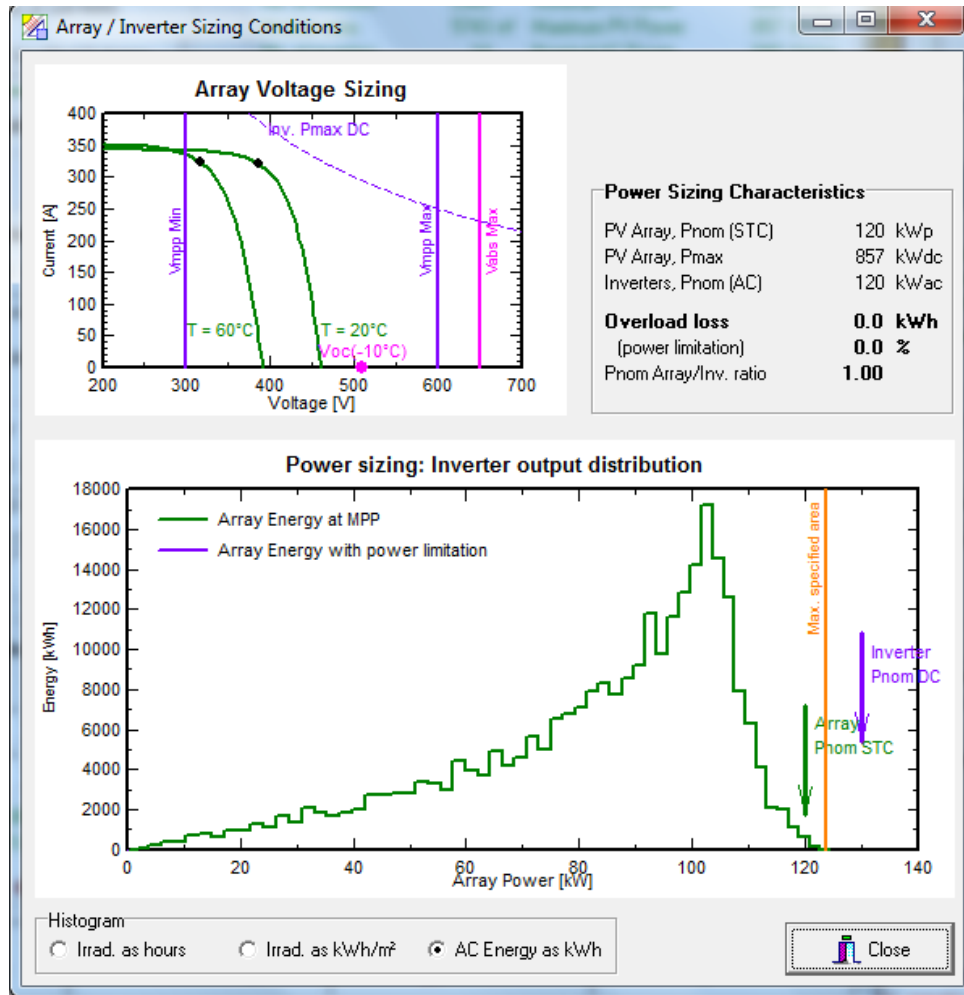 Array / Inverter Sizing Conditions
Array Voltage Sizing
400
350
300
250
200
150
100
50
0
Current [A]
Inv. Pmax DC
Vmpp Min
Vmpp Max
Vabs Max
T = 60°C
T = 20°C
Voc(-10°C)
200 300 400 500 600 700
Voltage [V]
Power Sizing Characteristics
PV Array, Pnom (STC) 120 kWp
PV Array, Pmax 857 kWdc
Inverters, Pnom (AC) 120 kWac
Overload loss 0.0 kWh
(power limitation) 0.0 %
Pnom Array/Inv. ratio 1.00
Power sizing: Inverter output distribution
18000
16000
14000
12000
10000
8000
6000
4000
2000
0
Energy [kWh]
Array Energy at MPP
Array Energy with power limitation
Max. specified area
Inverter
Pnom DC
Array
Pnom STC
0 20 40 60 80 100 120 140
Array Power [kW]
Histogram
Irrad. as hours
Irrad. as kWh/m²
AC Energy as kWh
Close